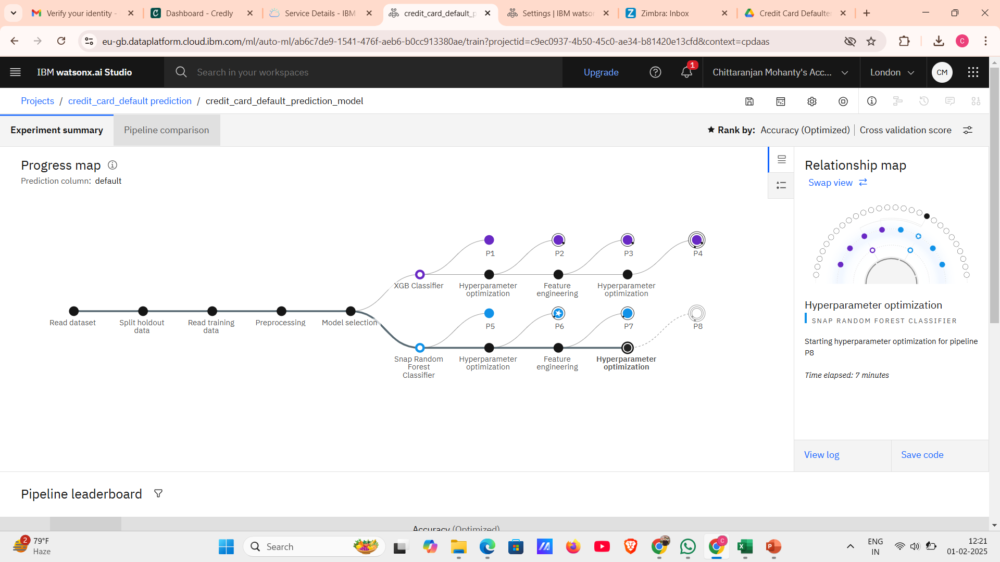 Verify your identity -
Dashboard - Credly
Service Details - IBM
credit_card_default_p
Settings | IBM watson
Zimbra: Inbox
Credit Card Defaulter
eu-gb.dataplatform.cloud.ibm.com/ml/auto-ml/ab6c7de9-1541-476f-aeb6-b0cc913380ae/train?projectid=c9ec0937-4b50-45c0-ae34-b81420e13cfd&context=cpdaas
C
IBM watsonx.ai Studio
Search in your workspaces
Upgrade
1
Chittaranjan Mohanty's Acc...
London
CM
Projects / credit_card_default prediction / credit_card_default_prediction_model
Experiment summary
Pipeline comparison
Rank by: Accuracy (Optimized) | Cross validation score
Progress map
Prediction column: default
P1
P2
P3
P4
XGB Classifier
Hyperparameter
optimization
Feature
engineering
Hyperparameter
optimization
Read dataset
Split holdout
data
Read training
data
Preprocessing
Model selection
P5
P6
P7
P8
Snap Random
Forest
Classifier
Hyperparameter
optimization
Feature
engineering
Hyperparameter
optimization
Relationship map
Swap view
Hyperparameter optimization
SNAP RANDOM FOREST CLASSIFIER
Starting hyperparameter optimization for pipeline
P8
Time elapsed: 7 minutes
View log
Save code
Pipeline leaderboard
Accuracy (Optimized)
2
79°F
Haze
Search
C
ENG
IN
12:21
01-02-2025